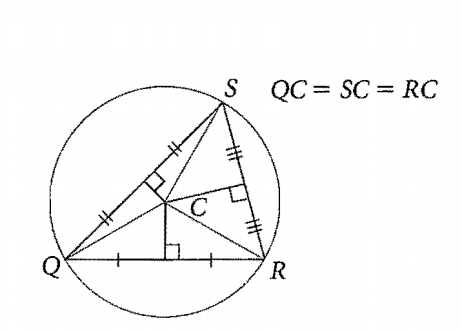 S
QC = SC = RC
C
Q
R